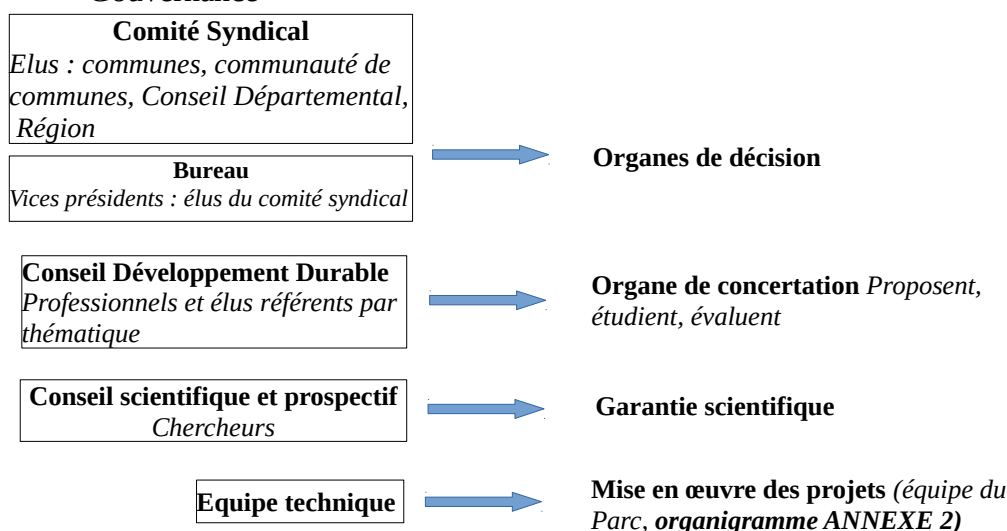 Gouvernance
Comité Syndical
Elus : communes, communauté de
communes, Conseil Départemental,
Région
Bureau
Vices présidents : élus du comité syndical
Organes de décision
Conseil Développement Durable
Professionnels et élus référents par
thématique
Organe de concertation Proposent,
étudient, évaluent
Conseil scientifique et prospectif
Chercheurs
Garantie scientifique
Equipe technique
Mise en œuvre des projets (équipe du
Parc, organigramme ANNEXE 2)